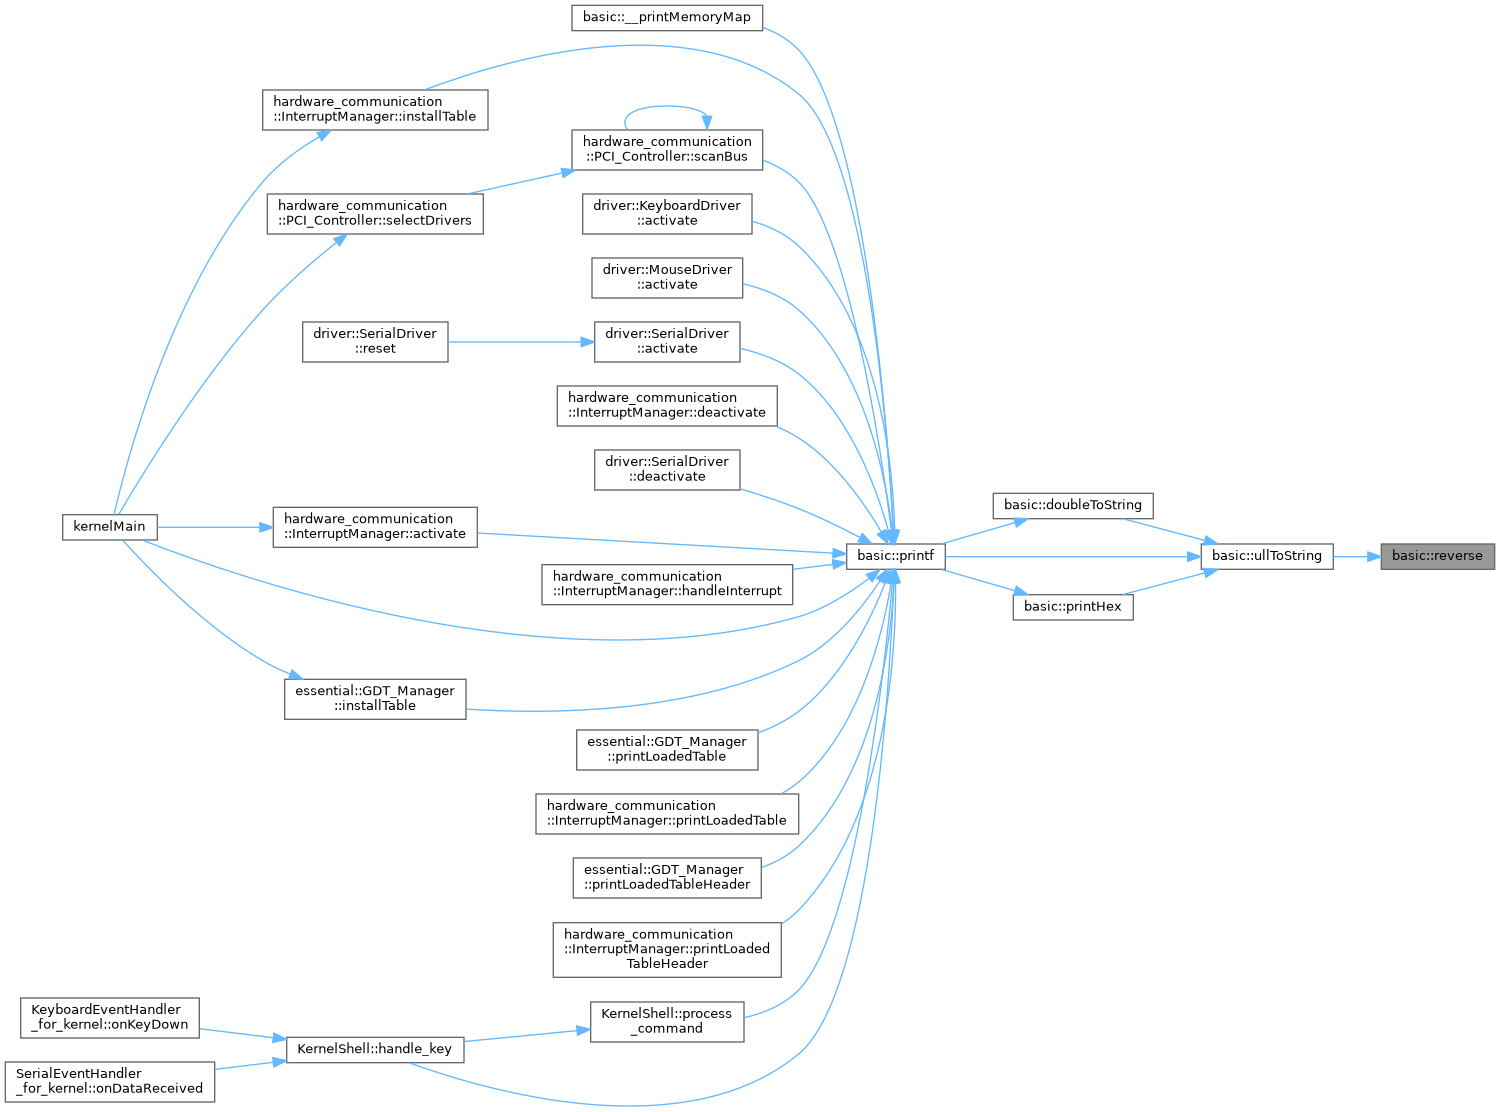 basic::__printMemoryMap
hardware_communication
::InterruptManager::installTable
hardware_communication
::PCI_Controller::scanBus
hardware_communication
::PCI_Controller::selectDrivers
driver::KeyboardDriver
::activate
driver::MouseDriver
::activate
driver::SerialDriver
::reset
driver::SerialDriver
::activate
hardware_communication
::InterruptManager::deactivate
driver::SerialDriver
::deactivate
kernelMain
hardware_communication
::InterruptManager::activate
basic::doubleToString
basic::printf
basic::ullToString
basic::reverse
hardware_communication
::InterruptManager::handleInterrupt
basic::printHex
essential::GDT_Manager
::installTable
essential::GDT_Manager
::printLoadedTable
hardware_communication
::InterruptManager::printLoadedTable
essential::GDT_Manager
::printLoadedTableHeader
hardware_communication
::InterruptManager::printLoaded
TableHeader
KeyboardEventHandler
_for_kernel::onKeyDown
KernelShell::process
_command
KernelShell::handle_key
SerialEventHandler
_for_kernel::onDataReceived